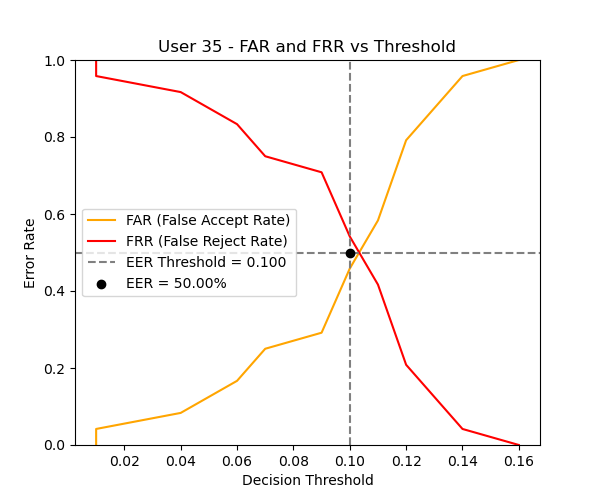 User 35 - FAR and FRR vs Threshold
1.0
0.8
0.6
0.4
0.2
0.0
Error Rate
FAR (False Accept Rate)
FRR (False Reject Rate)
EER Threshold = 0.100
EER = 50.00%
0.02 0.04 0.06 0.08 0.10 0.12 0.14 0.16
Decision Threshold